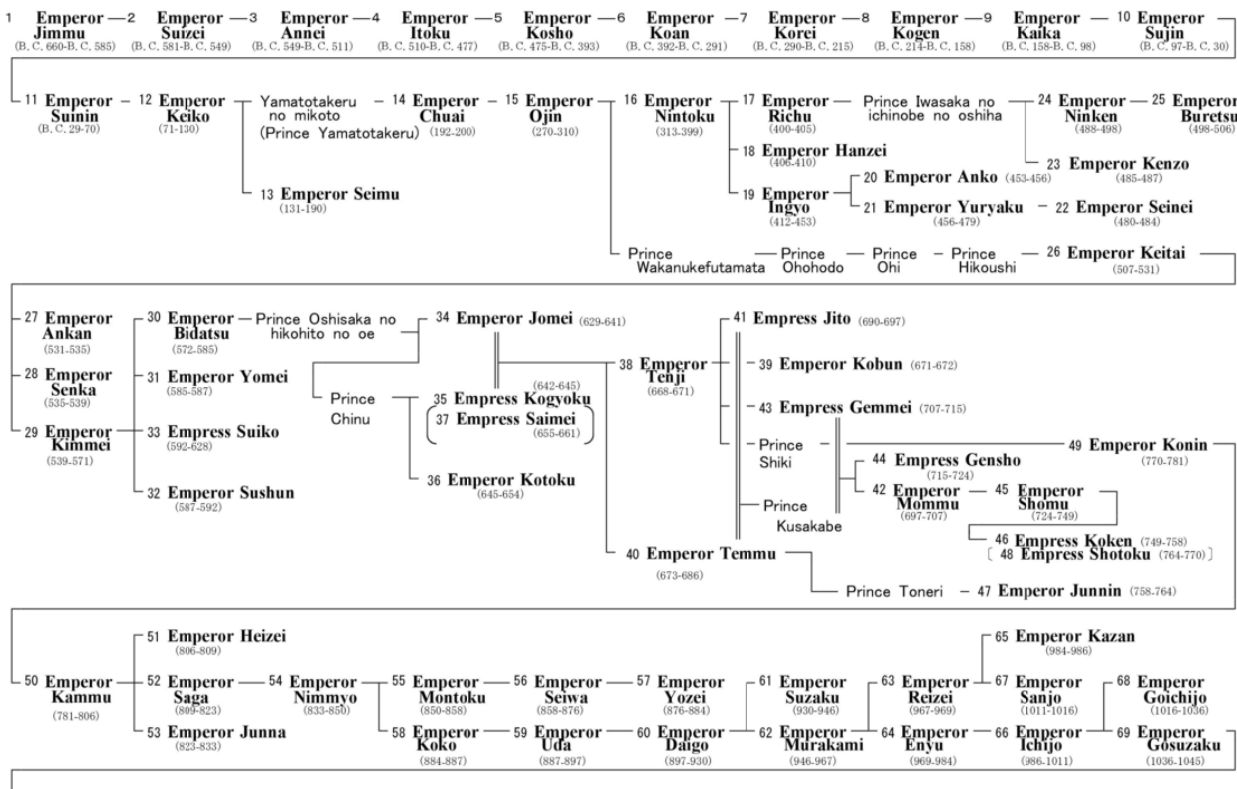 1 Emperor Jimmu (B. C. 660-B. C. 585)
2 Emperor Suizei (B. C. 581-B. C. 549)
3 Emperor Annei (B. C. 549-B. C. 511)
4 Emperor Itoku (B. C. 510-B. C. 477)
5 Emperor Kosho (B. C. 475-B. C. 393)
6 Emperor Koan (B. C. 392-B. C. 291)
7 Emperor Korei (B. C. 290-B. C. 215)
8 Emperor Kogen (B. C. 214-B. C. 158)
9 Emperor Kaika (B. C. 158-B. C. 98)
10 Emperor Sujin (B. C. 97-B. C. 30)
11 Emperor Suinin (B. C. 29-70)
12 Emperor Keiko (71-130)
Yamatotakeru no mikoto (Prince Yamatotakeru)
14 Emperor Chuai (192-200)
15 Emperor Ojin (270-310)
16 Emperor Nintoku (313-399)
17 Emperor Richu (400-405)
Prince Iwasaka no ichinobe no oshiha
24 Emperor Ninken (488-498)
25 Emperor Buretsu (498-506)
18 Emperor Hanzei (406-410)
23 Emperor Kenzo (485-487)
13 Emperor Seimu (131-190)
19 Emperor Ingyo (412-453)
20 Emperor Anko (453-456)
21 Emperor Yuryaku (456-479)
22 Emperor Seinei (480-484)
Prince Wakanukefutamata
Prince Ohohodo
Prince Ohi
Prince Hikoushi
26 Emperor Keitai (507-531)
27 Emperor Ankan (531-535)
30 Emperor Bidatsu (572-585)
Prince Oshisaka no hikohito no oe
34 Emperor Jomei (629-641)
41 Empress Jito (690-697)
38 Emperor Tenji (668-671)
39 Emperor Kobun (671-672)
28 Emperor Senka (535-539)
31 Emperor Yomei (585-587)
Prince Chinu
(642-645)
35 Empress Kogyoku
37 Empress Saimei
(655-661)
43 Empress Gemmei (707-715)
29 Emperor Kimmei (539-571)
33 Empress Suiko (592-628)
Prince Shiki
49 Emperor Konin (770-781)
44 Empress Gensho (715-724)
32 Emperor Sushun (587-592)
36 Emperor Kotoku (645-654)
Prince Kusakabe
42 Emperor Mommu (697-707)
45 Emperor Shomu (724-749)
46 Empress Koken (749-758)
〔 48 Empress Shotoku (764-770) 〕
40 Emperor Temmu (673-686)
Prince Toneri
47 Emperor Junnin (758-764)
51 Emperor Heizei (806-809)
65 Emperor Kazan (984-986)
50 Emperor Kammu (781-806)
52 Emperor Saga (809-823)
54 Emperor Nimmyo (833-850)
55 Emperor Montoku (850-858)
56 Emperor Seiwa (858-876)
57 Emperor Yozei (876-884)
61 Emperor Suzaku (930-946)
63 Emperor Reizei (967-969)
67 Emperor Sanjo (1011-1016)
68 Emperor Goichijo (1016-1036)
53 Emperor Junna (823-833)
58 Emperor Koko (884-887)
59 Emperor Uda (887-897)
60 Emperor Daigo (897-930)
62 Emperor Murakami (946-967)
64 Emperor Enyu (969-984)
66 Emperor Ichijo (986-1011)
69 Emperor Gosuzaku (1036-1045)